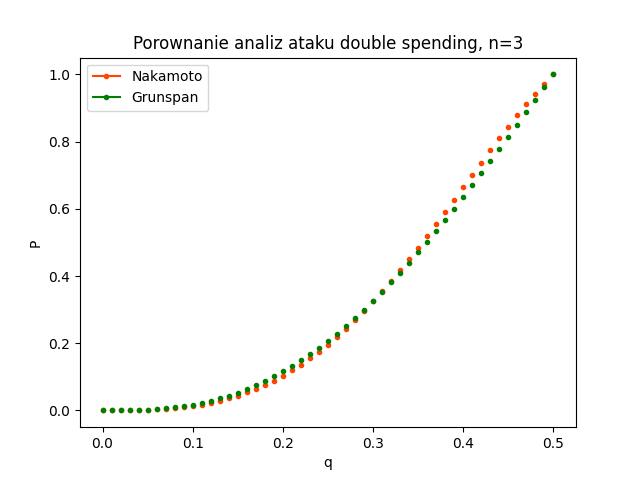 Porownanie analiz ataku double spending, n=3
Nakamoto
Grunspan
1.0
0.8
0.6
0.4
0.2
0.0
P
0.0 0.1 0.2 0.3 0.4 0.5
q